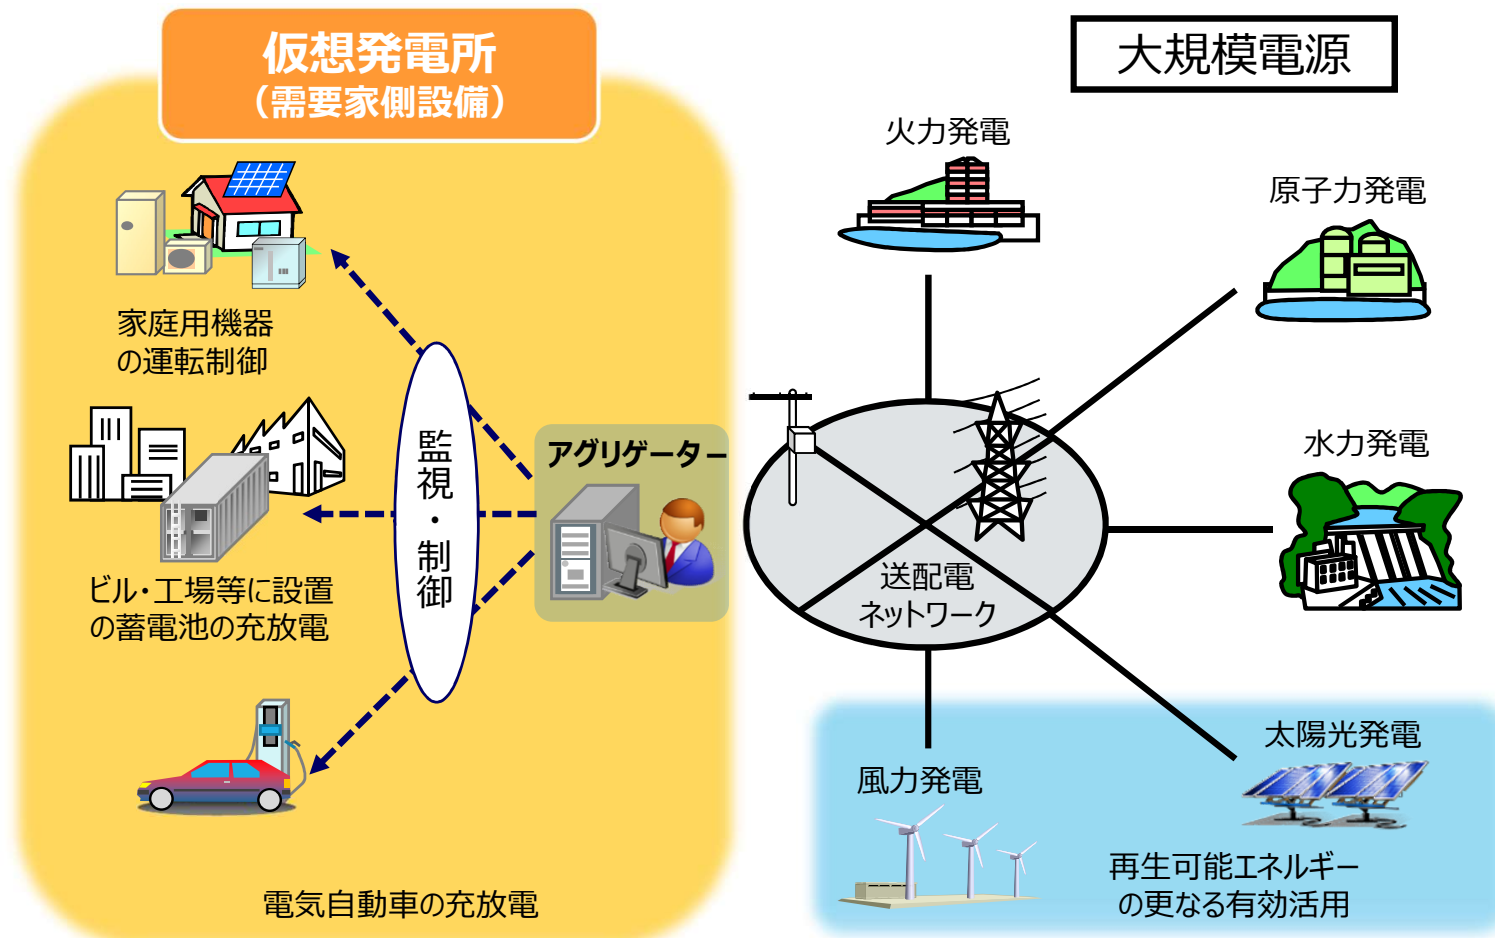 仮想発電所
（需要家側設備）
家庭用機器
の運転制御
ビル・工場等に設置
の蓄電池の充放電
電気自動車の充放電
監視・制御
アグリゲーター
大規模電源
火力発電
原子力発電
水力発電
送配電
ネットワーク
太陽光発電
風力発電
再生可能エネルギー
の更なる有効活用